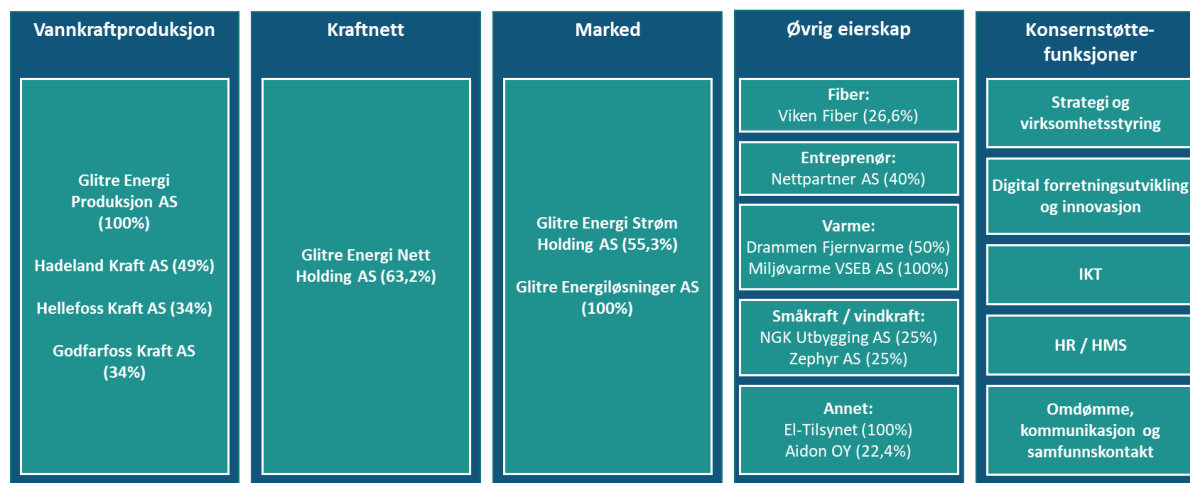 Vannkraftproduksjon
Glitre Energi
Produksjon AS
(100%)
Hadeland Kraft AS (49%)
Hellefoss Kraft AS (34%)
Godfarfoss Kraft AS
(34%)
Kraftnett
Glitre Energi Nett
Holding AS (63,2%)
Marked
Glitre Energi Strøm
Holding AS (55,3%)
Glitre Energiløsninger AS
(100%)
Øvrig eierskap
Fiber:
Viken Fiber (26,6%)
Entreprenør:
Nettpartner AS (40%)
Varme:
Drammen Fjernvarme (50%)
Miljøvarme VSEB AS (100%)
Småkraft / vindkraft:
NGK Utbygging AS (25%)
Zephyr AS (25%)
Annet:
El-Tilsynet (100%)
Aidon OY (22,4%)
Konsernstøtte-
funksjoner
Strategi og
virksomhetsstyring
Digital forretningsutvikling
og innovasjon
IKT
HR / HMS
Omdømme,
kommunikasjon og
samfunnskontakt